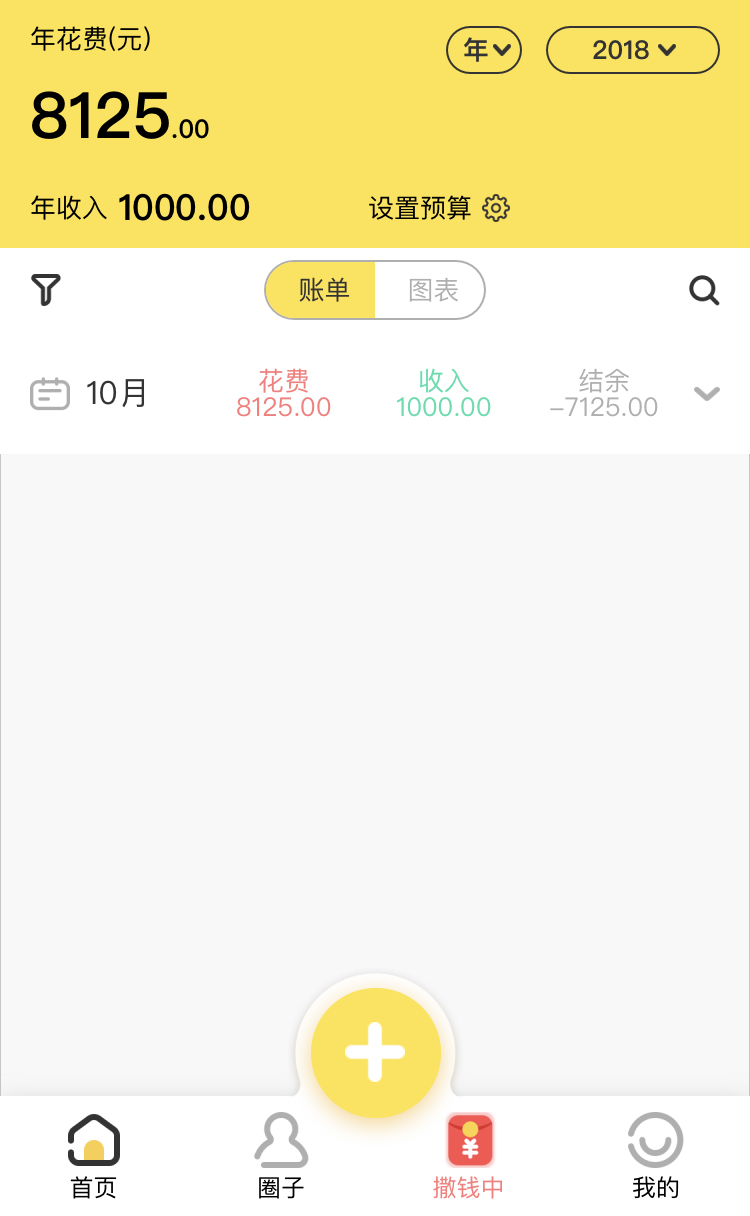 年花费(元)
年
2018
8125.00
年收入 1000.00
设置预算
账单
图表
10月
花费
8125.00
收入
1000.00
结余
-7125.00
首页
圈子
¥
撒钱中
我的